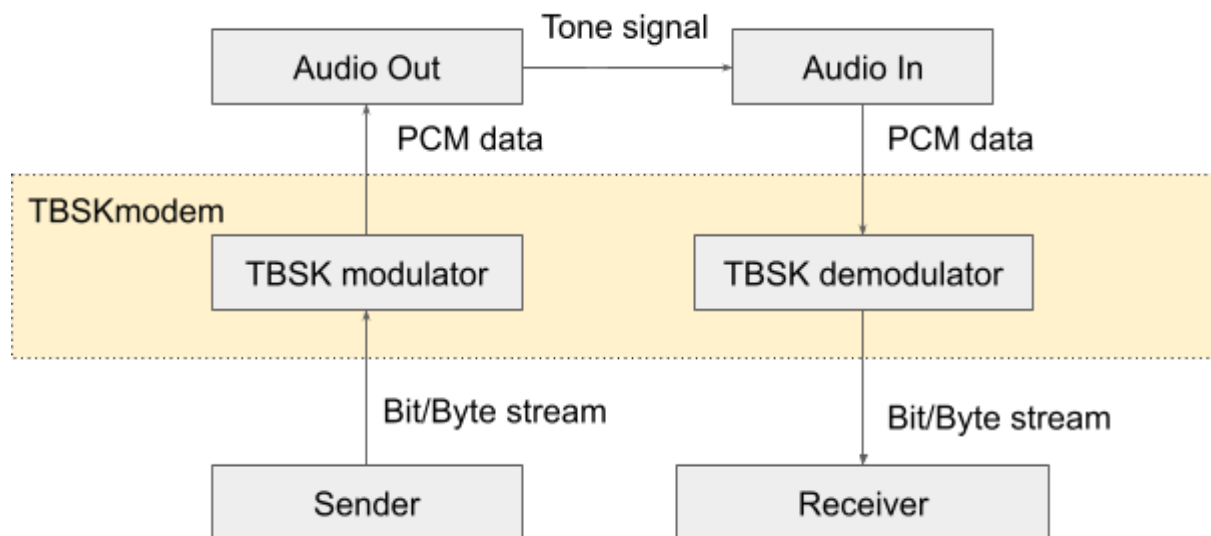 Tone signal
Audio Out
Audio In
PCM data
PCM data
TBSKmodem
TBSK modulator
TBSK demodulator
Bit/Byte stream
Bit/Byte stream
Sender
Receiver